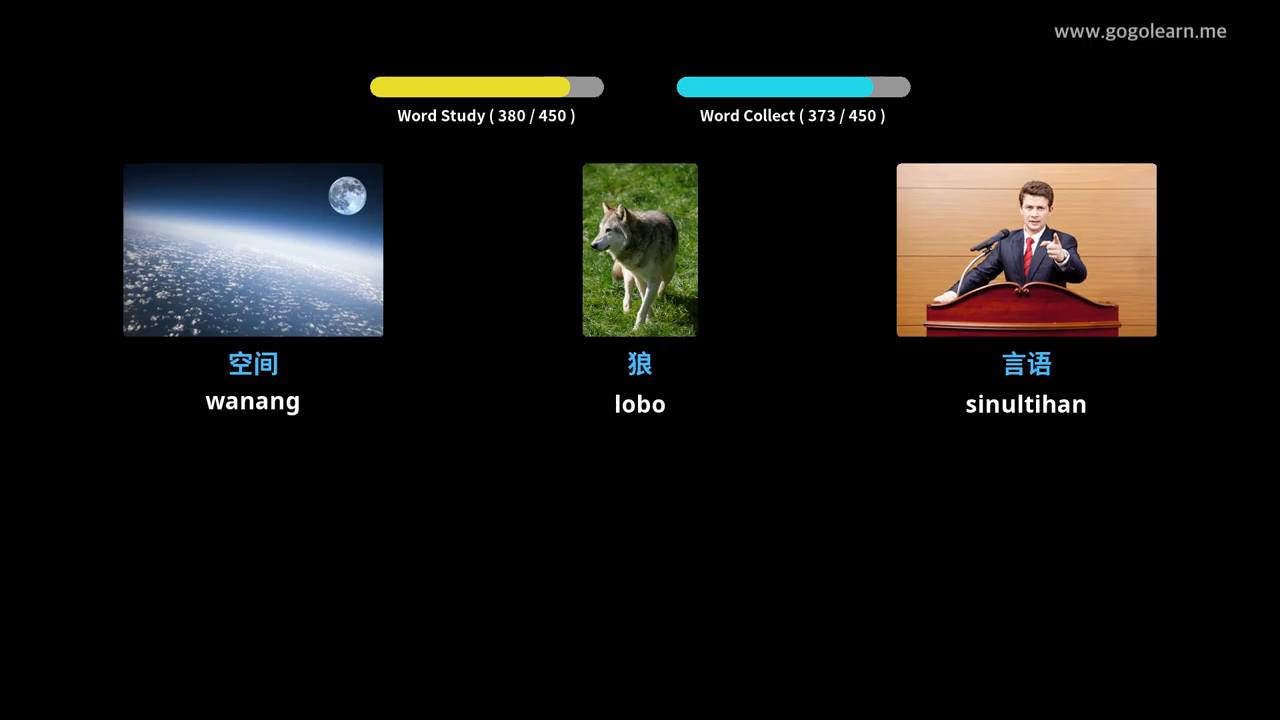 www.gogolearn.me
Word Study ( 380 / 450 )
Word Collect ( 373 / 450 )
空间
wanang
狼
lobo
言语
sinultihan